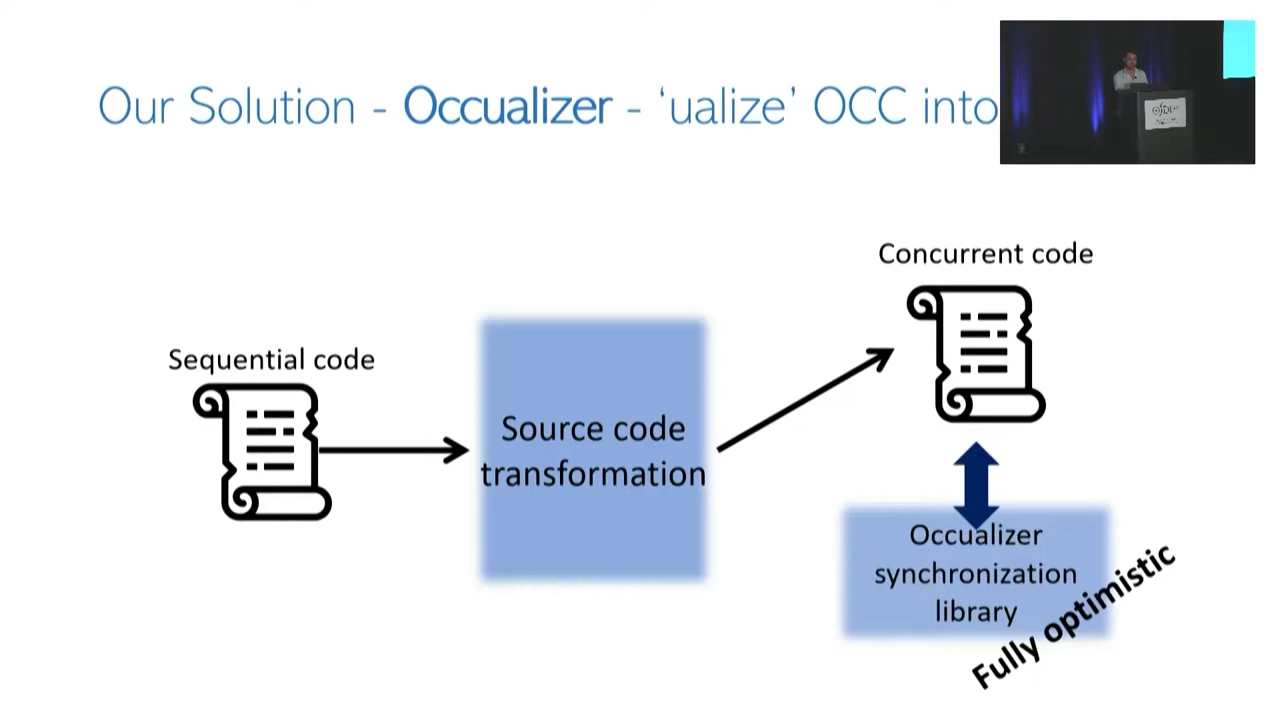 Our Solution - Occualizer - ‘ualize’ OCC into
Concurrent code
Sequential code
Source code
transformation
Occualizer
synchronization
library
Fully optimistic